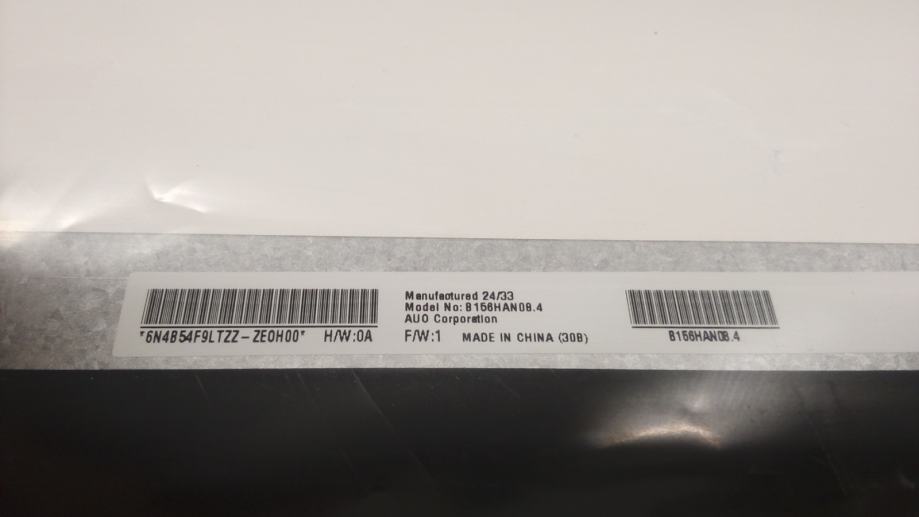 Manufactured 24/33
Model No: B156HAN08.4
AUO Corporation
*6N4B54F9LTZZ-ZE0H00* H/W:0A F/W:1 MADE IN CHINA (30B)
B156HAN08.4